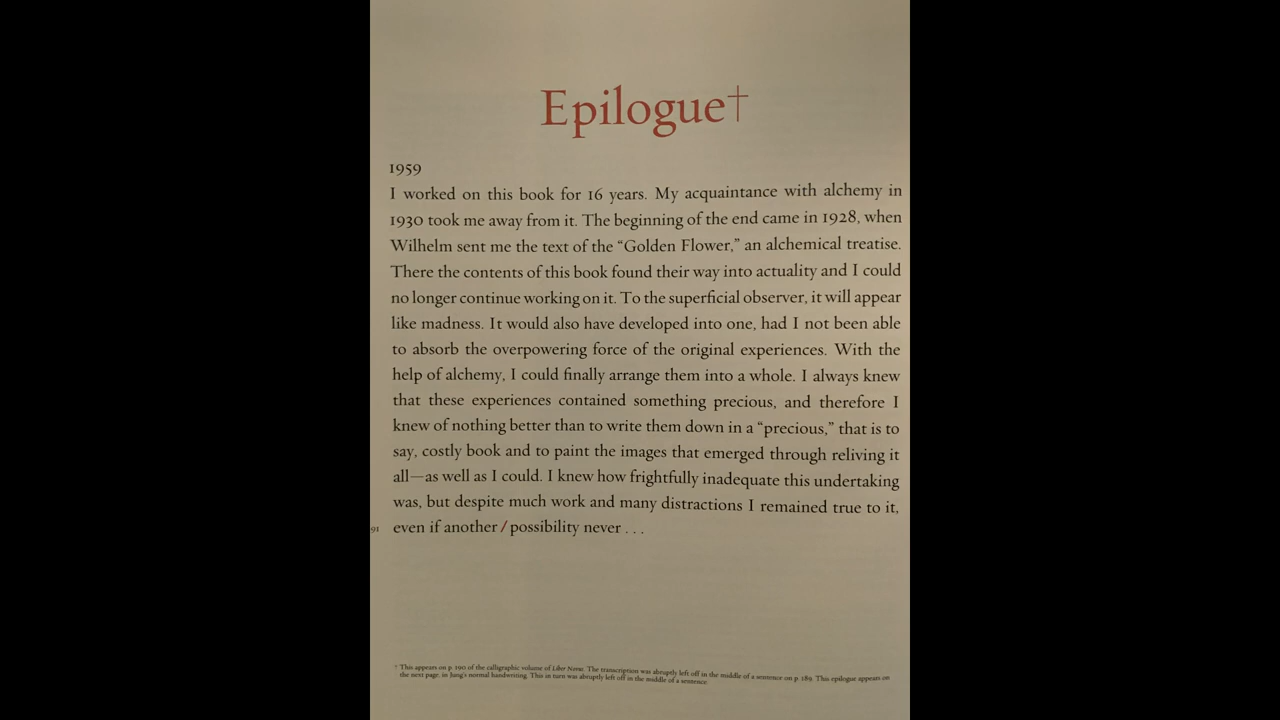 Epilogue†
1959
I worked on this book for 16 years. My acquaintance with alchemy in
1930 took me away from it. The beginning of the end came in 1928, when
Wilhelm sent me the text of the “Golden Flower,” an alchemical treatise.
There the contents of this book found their way into actuality and I could
no longer continue working on it. To the superficial observer, it will appear
like madness. It would also have developed into one, had I not been able
to absorb the overpowering force of the original experiences. With the
help of alchemy, I could finally arrange them into a whole. I always knew
that these experiences contained something precious, and therefore I
knew of nothing better than to write them down in a “precious,” that is to
say, costly book and to paint the images that emerged through reliving it
all—as well as I could. I knew how frightfully inadequate this undertaking
was, but despite much work and many distractions I remained true to it,
91 even if another / possibility never . . .
† This appears on p. 190 of the calligraphic volume of Liber Novus. The transcription was abruptly left off in the middle of a sentence on p. 189. This epilogue appears on
the next page, in Jung's normal handwriting. This in turn was abruptly left off in the middle of a sentence.